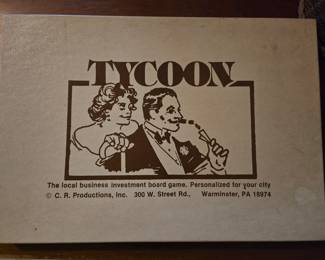 TYCOON
The local business investment board game. Personalized for your city
© C. R. Productions, Inc. 300 W. Street Rd., Warminster, PA 18974